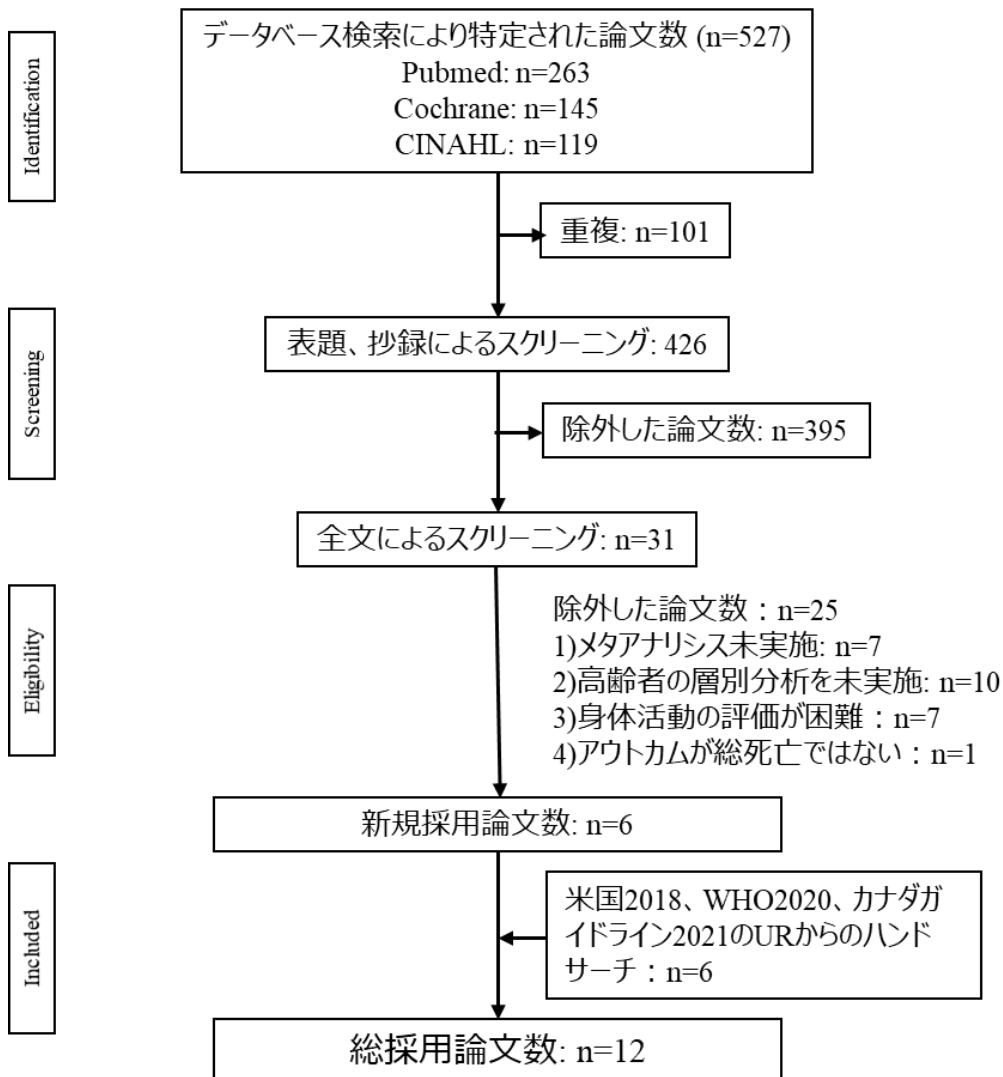 Identification
データベース検索により特定された論文数 (n=527)
Pubmed: n=263
Cochrane: n=145
CINAHL: n=119
重複: n=101
Screening
表題、抄録によるスクリーニング: 426
除外した論文数: n=395
全文によるスクリーニング: n=31
Eligibility
除外した論文数：n=25
1)メタアナリシス未実施: n=7
2)高齢者の層別分析を未実施: n=10
3)身体活動の評価が困難：n=7
4)アウトカムが総死亡ではない：n=1
新規採用論文数: n=6
Included
米国2018、WHO2020、カナダガ
イドライン2021のURからのハンド
サーチ：n=6
総採用論文数: n=12